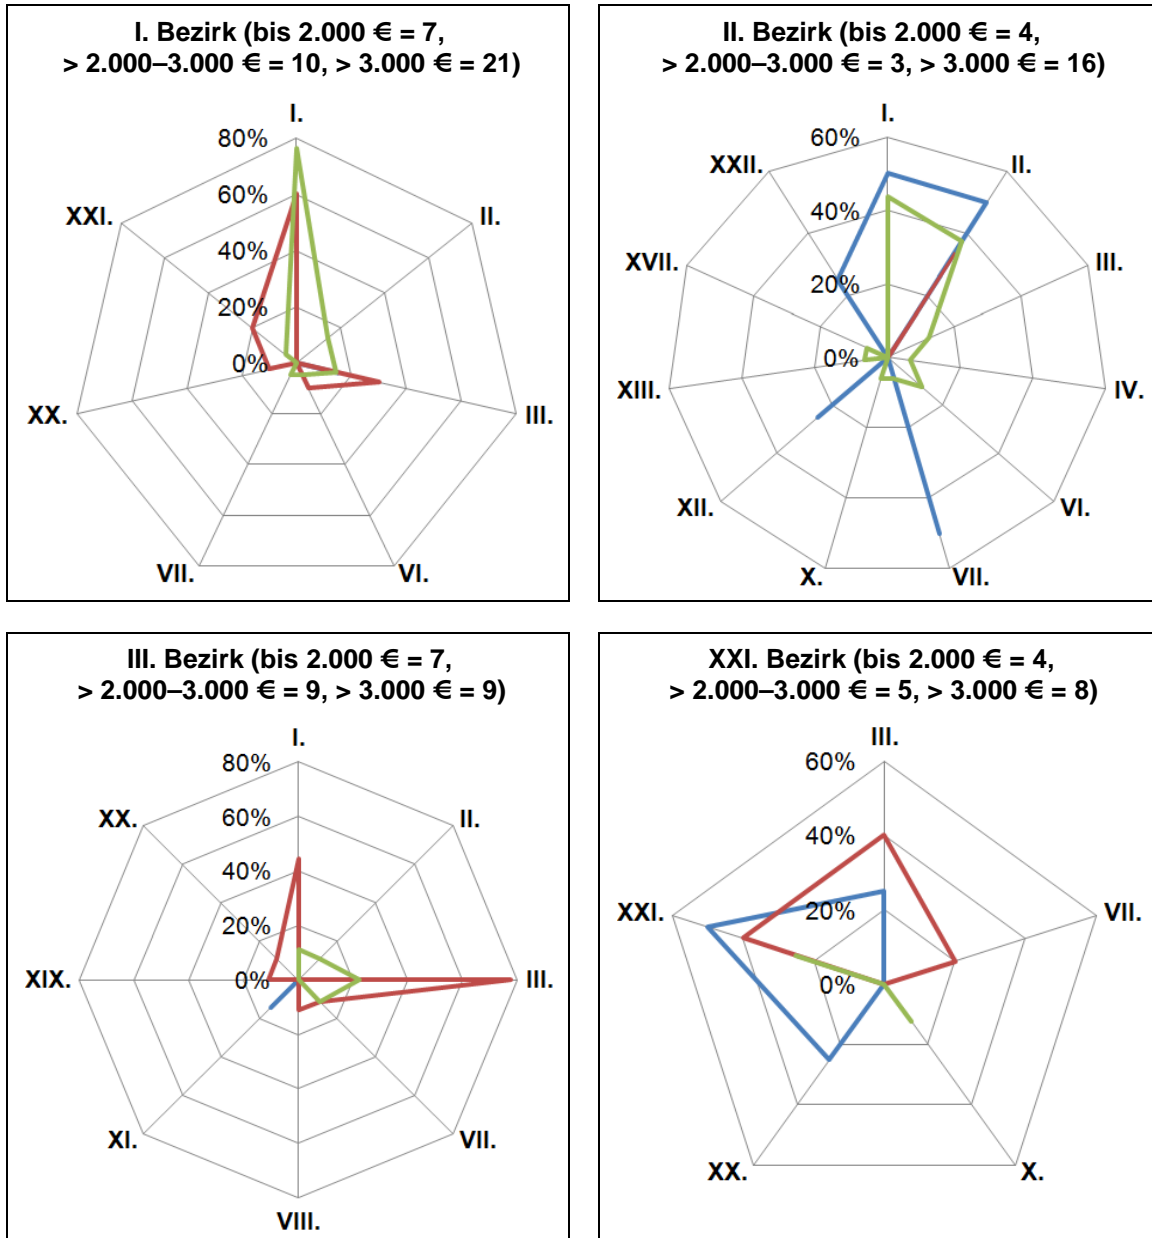 I. Bezirk (bis 2.000 € = 7,
> 2.000–3.000 € = 10, > 3.000 € = 21)
I.
80%
60%
40%
20%
0%
II.
III.
VI.
VII.
XX.
XXI.
II. Bezirk (bis 2.000 € = 4,
> 2.000–3.000 € = 3, > 3.000 € = 16)
I.
60%
40%
20%
0%
II.
III.
IV.
VI.
VII.
X.
XII.
XIII.
XVII.
XXII.
III. Bezirk (bis 2.000 € = 7,
> 2.000–3.000 € = 9, > 3.000 € = 9)
I.
80%
60%
40%
20%
0%
II.
III.
VII.
VIII.
XI.
XIX.
XX.
XXI. Bezirk (bis 2.000 € = 4,
> 2.000–3.000 € = 5, > 3.000 € = 8)
III.
60%
40%
20%
0%
VII.
X.
XX.
XXI.